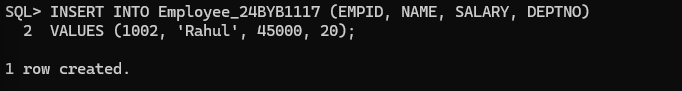 SQL> INSERT INTO Employee_24BYB1117 (EMPID, NAME, SALARY, DEPTNO)
  2  VALUES (1002, 'Rahul', 45000, 20);

1 row created.